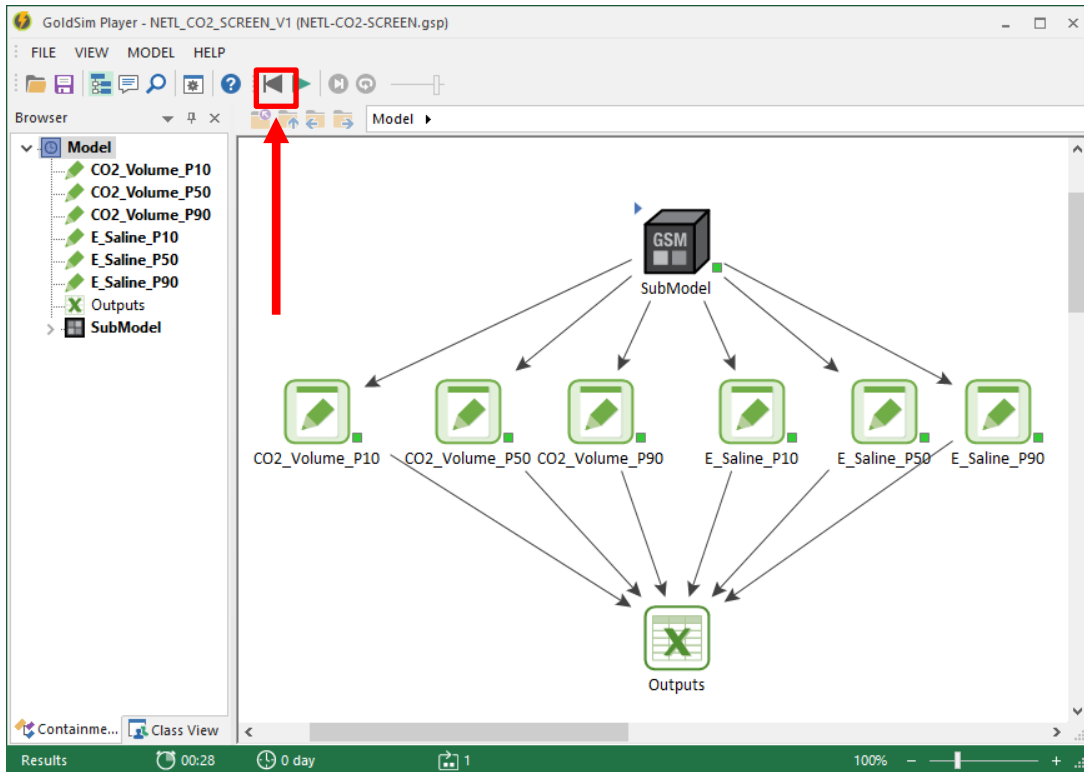 GoldSim Player - NETL_CO2_SCREEN_V1 (NETL-CO2-SCREEN.gsp)
FILE VIEW MODEL HELP
Browser
Model
Model
CO2_Volume_P10
CO2_Volume_P50
CO2_Volume_P90
E_Saline_P10
E_Saline_P50
E_Saline_P90
Outputs
SubModel
GSM
SubModel
CO2_Volume_P10 CO2_Volume_P50 CO2_Volume_P90 E_Saline_P10 E_Saline_P50 E_Saline_P90
Outputs
Containme... Class View
Results 00:28 0 day 1 100%